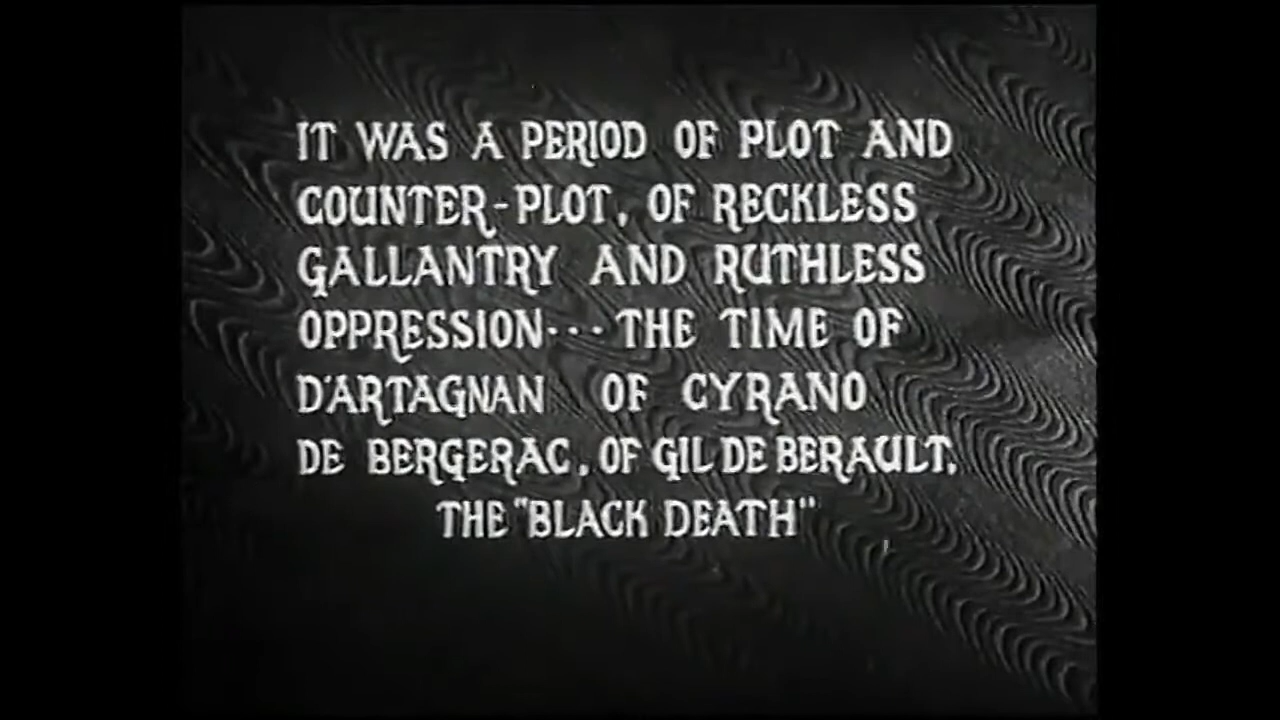 IT WAS A PERIOD OF PLOT AND
COUNTER-PLOT, OF RECKLESS
GALLANTRY AND RUTHLESS
OPPRESSION··· THE TIME OF
D'ARTAGNAN OF CYRANO
DE BERGERAC, OF GIL DE BERAULT,
THE "BLACK DEATH"